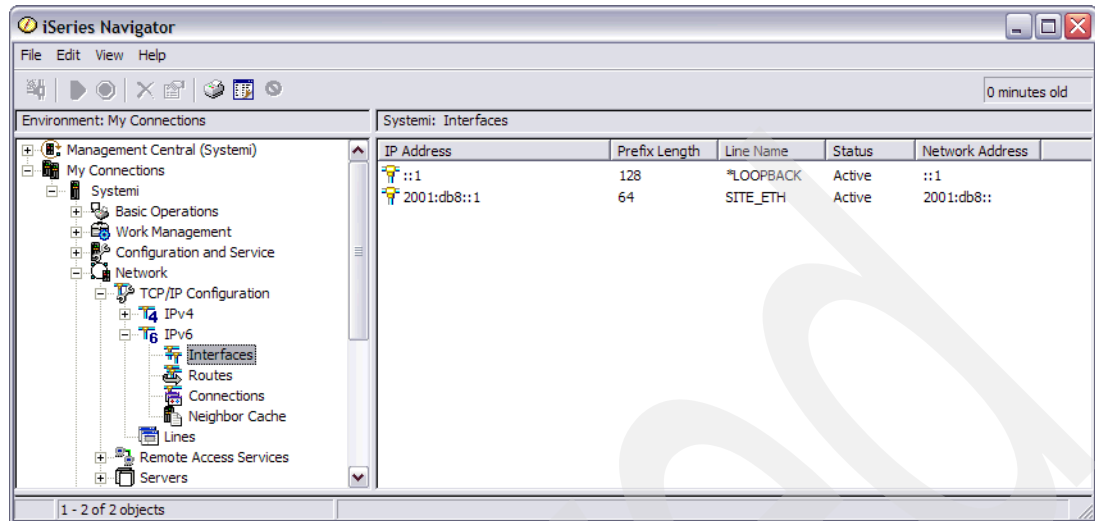 iSeries Navigator
File Edit View Help
0 minutes old
Environment: My Connections
Systemi: Interfaces
Management Central (Systemi)
My Connections
Systemi
Basic Operations
Work Management
Configuration and Service
Network
TCP/IP Configuration
IPv4
IPv6
Interfaces
Routes
Connections
Neighbor Cache
Lines
Remote Access Services
Servers
IP Address Prefix Length Line Name Status Network Address
::1 128 *LOOPBACK Active ::1
2001:db8::1 64 SITE_ETH Active 2001:db8::
1 - 2 of 2 objects